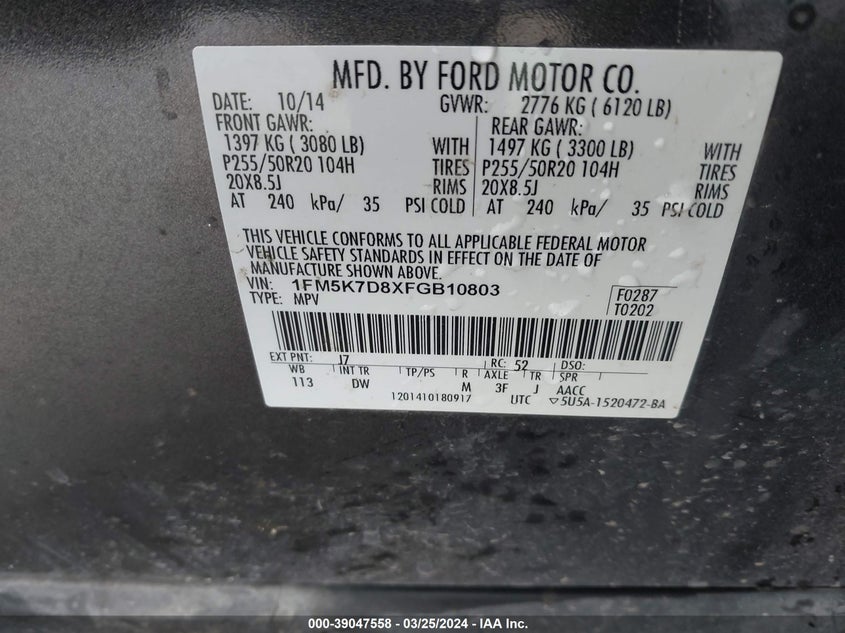 MFD. BY FORD MOTOR CO.
DATE: 10/14 GVWR: 2776 KG ( 6120 LB)
FRONT GAWR: REAR GAWR:
1397 KG ( 3080 LB) WITH 1497 KG ( 3300 LB) WITH
P255/50R20 104H TIRES P255/50R20 104H TIRES
20X8.5J RIMS 20X8.5J RIMS
AT 240 kPa/ 35 PSI COLD AT 240 kPa/ 35 PSI COLD
THIS VEHICLE CONFORMS TO ALL APPLICABLE FEDERAL MOTOR
VEHICLE SAFETY STANDARDS IN EFFECT ON THE DATE OF
MANUFACTURE SHOWN ABOVE.
VIN: 1FM5K7D8XFGB10803 F0287
TYPE: MPV T0202
EXT PNT: J7 RC: 52 DSO:
WB INT TR TP/PS R AXLE TR SPR
113 DW M 3F J AACC
1201410180917 UTC ▽5U5A-1520472-BA
000-39047558 - 03/25/2024 - IAA Inc.